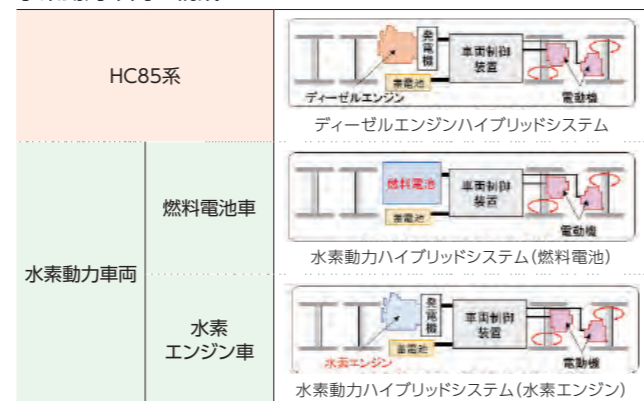 HC85系
発電機
車両制御
装置
蓄電池
ディーゼルエンジン
電動機
ディーゼルエンジンハイブリッドシステム
水素動力車両
燃料電池車
燃料電池
車両制御
装置
蓄電池
電動機
水素動力ハイブリッドシステム(燃料電池)
水素
エンジン車
発電機
車両制御
装置
蓄電池
水素エンジン
電動機
水素動力ハイブリッドシステム(水素エンジン)